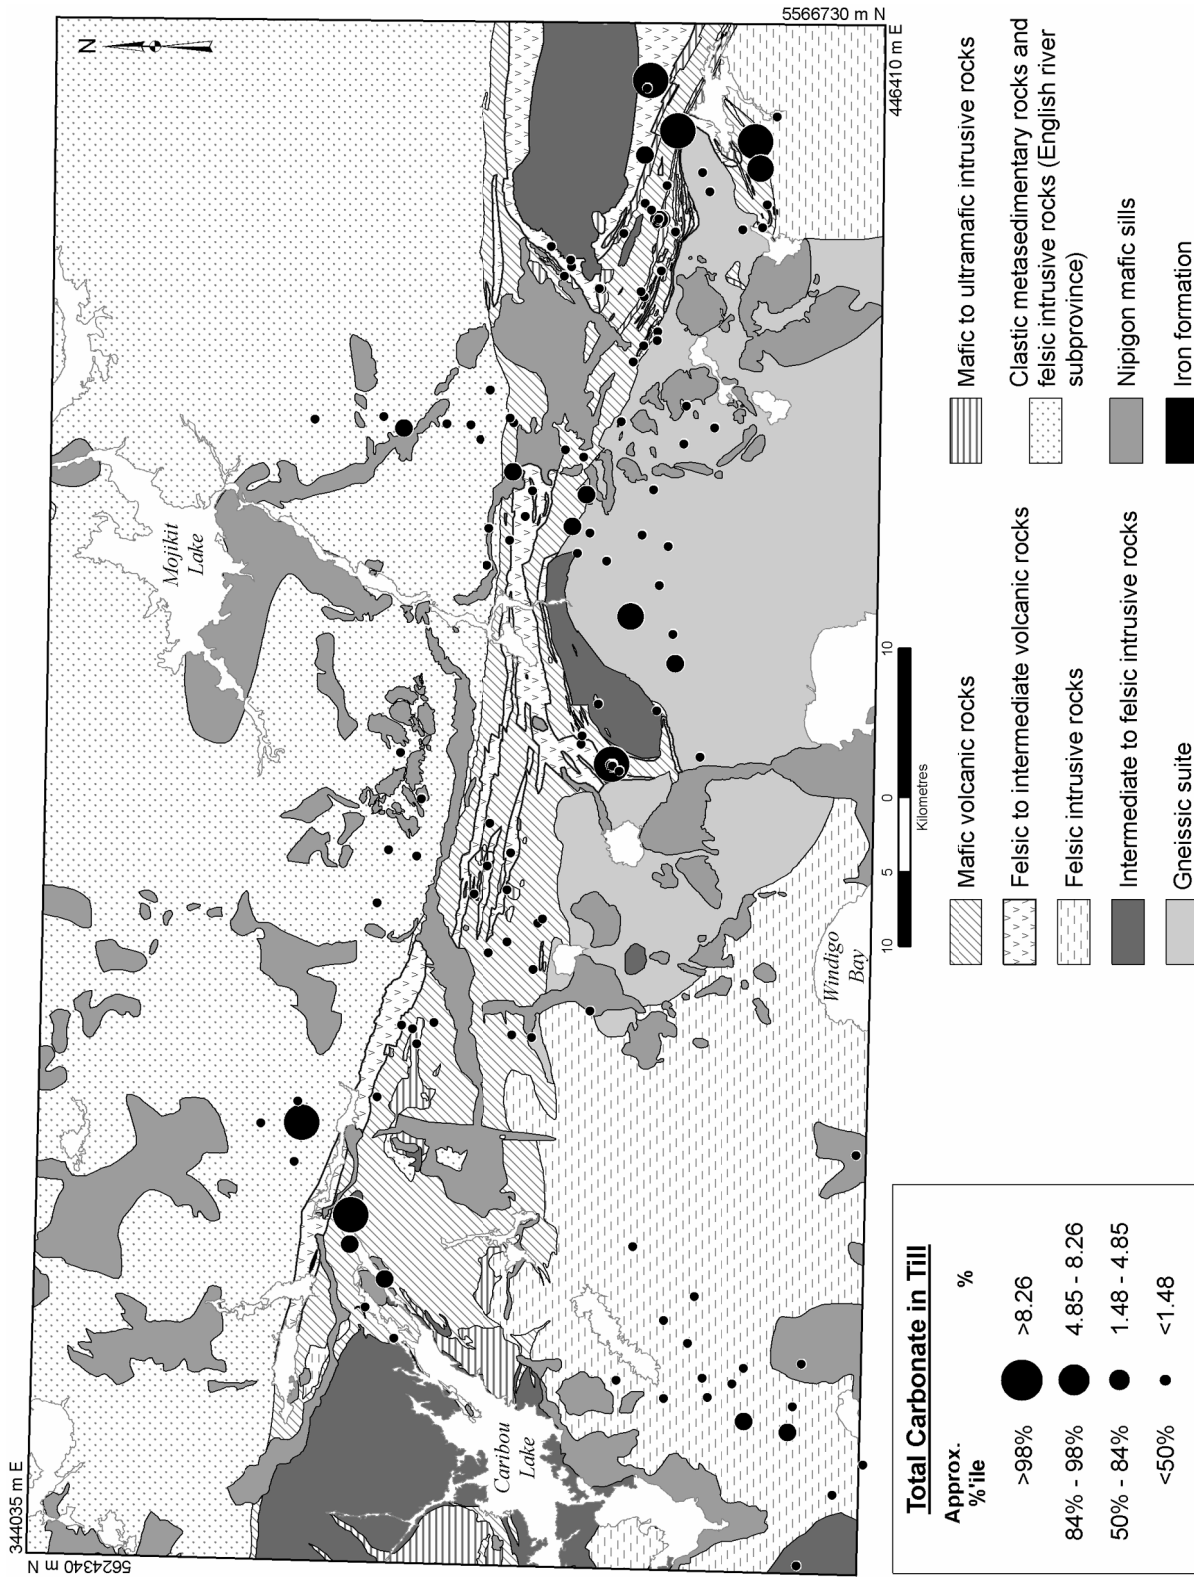 344035 m E
5624340 m N
N
5566730 m N
446410 m E
Mojikit
Lake
Caribou
Lake
Windigo
Bay
10
5
0
10
Kilometres
Total Carbonate in Till
Approx.
%'ile
%
>98%
>8.26
84% - 98%
4.85 - 8.26
50% - 84%
1.48 - 4.85
<50%
<1.48
Mafic volcanic rocks
Felsic to intermediate volcanic rocks
Felsic intrusive rocks
Intermediate to felsic intrusive rocks
Gneissic suite
Mafic to ultramafic intrusive rocks
Clastic metasedimentary rocks and
felsic intrusive rocks (English river
subprovince)
Nipigon mafic sills
Iron formation